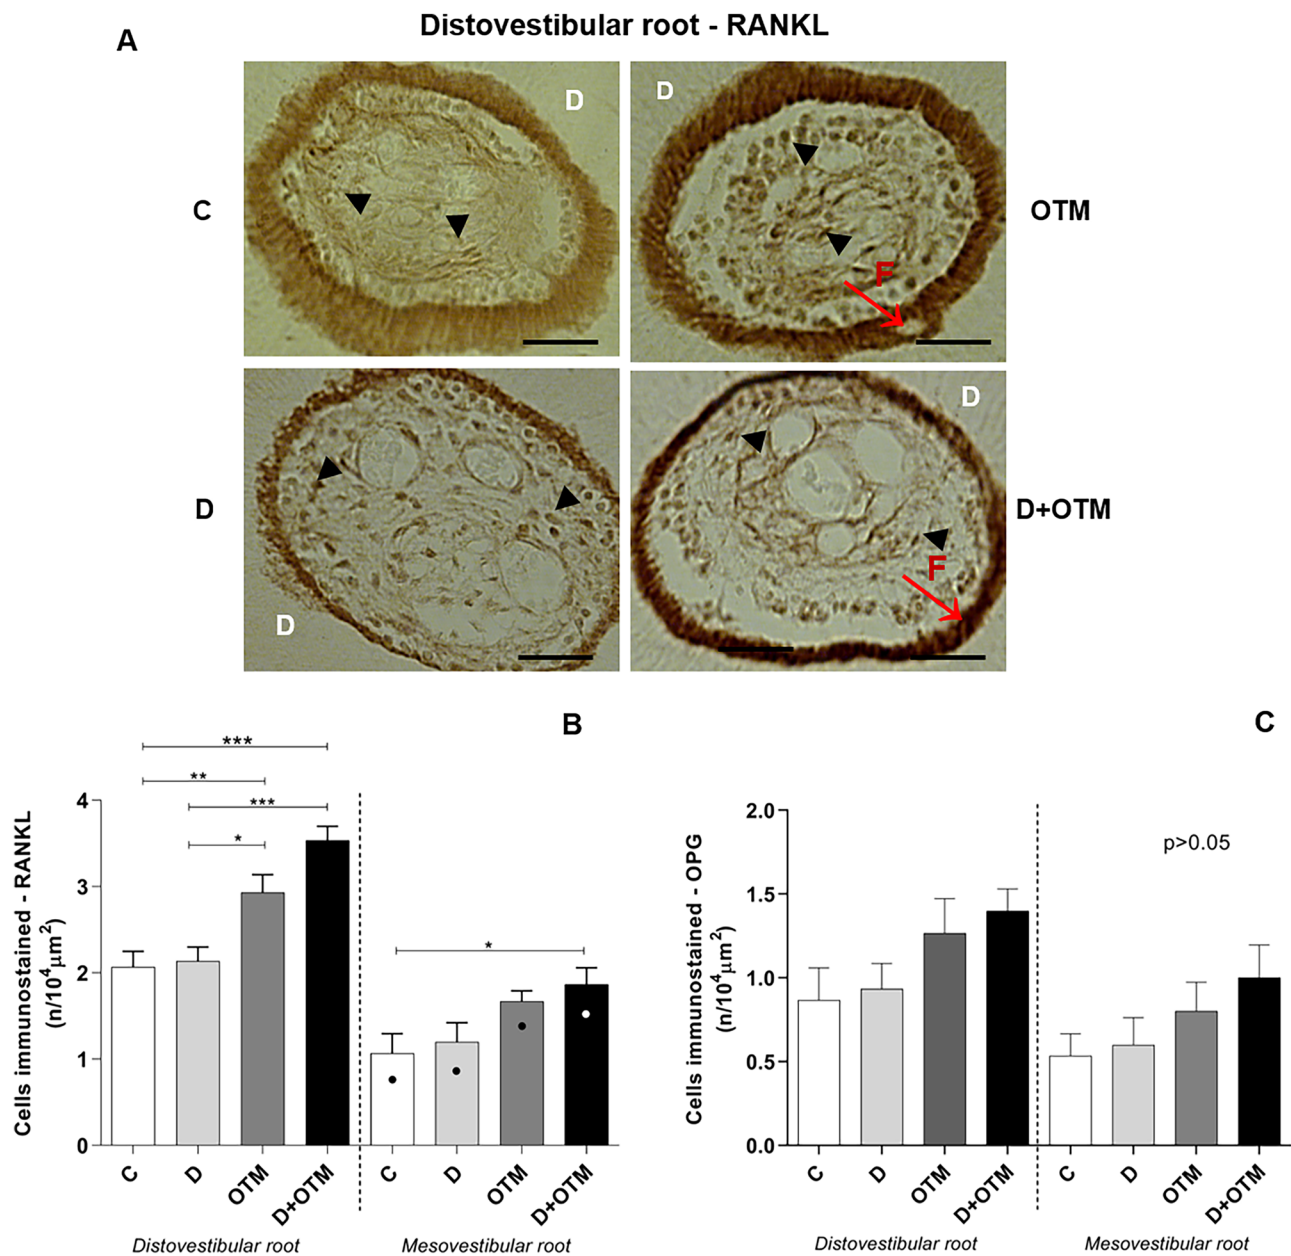 Distovestibular root - RANKL
A
D
D
C
OTM
F
D
D
D+OTM
F
D
B
C
***
**
***
*
*
Cells immunostained - RANKL
(n/10⁴μm²)
4
3
2
1
0
C
D
OTM
D+OTM
C
D
OTM
D+OTM
Distovestibular root
Mesovestibular root
p>0.05
Cells immunostained - OPG
(n/10⁴μm²)
2.0
1.5
1.0
0.5
0.0
C
D
OTM
D+OTM
C
D
OTM
D+OTM
Distovestibular root
Mesovestibular root